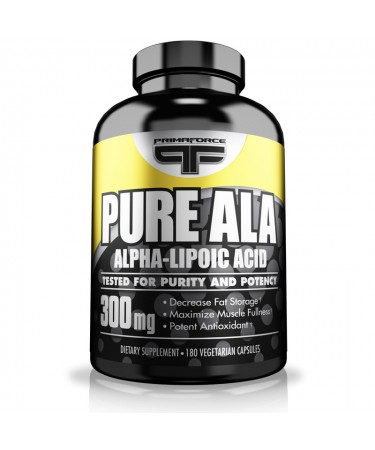 PRIMAFORCE
PURE ALA
ALPHA-LIPOIC ACID
TESTED FOR PURITY AND POTENCY
300mg
• Decrease Fat Storage†
• Maximize Muscle Fullness†
• Potent Antioxidant†
DIETARY SUPPLEMENT • 180 VEGETARIAN CAPSULES